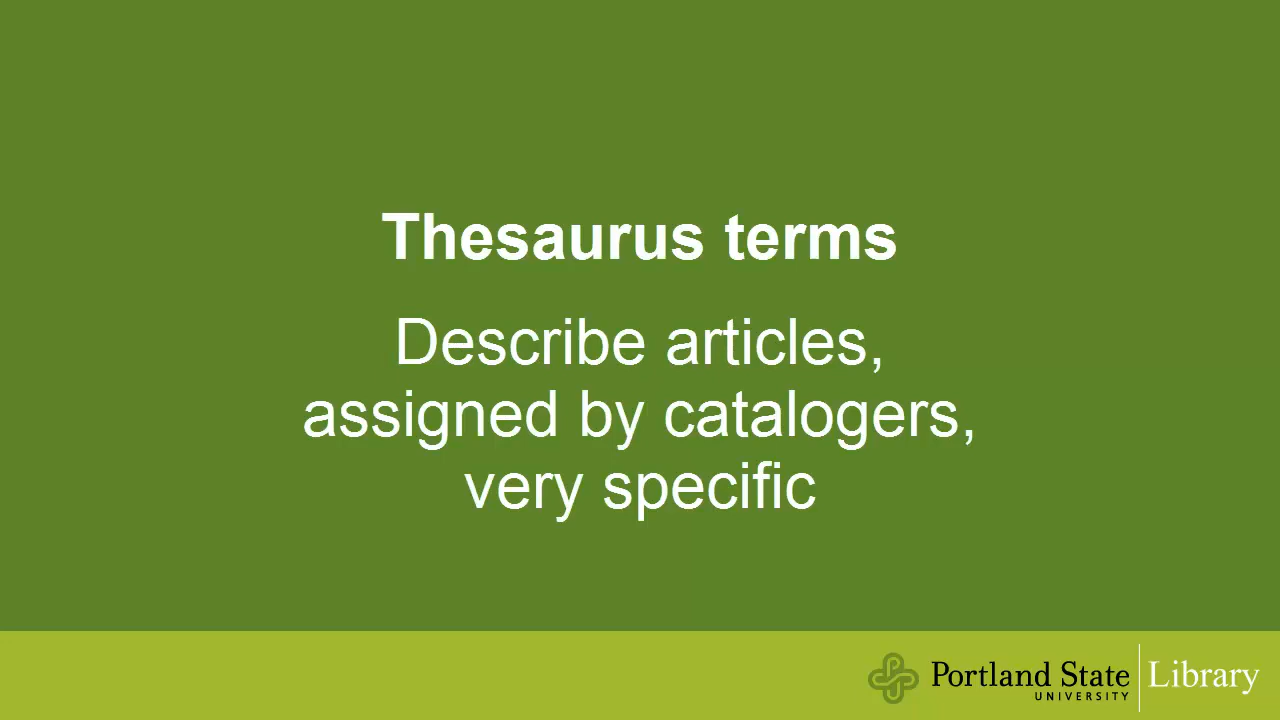 Thesaurus terms
Describe articles,
assigned by catalogers,
very specific
Portland State Library
UNIVERSITY